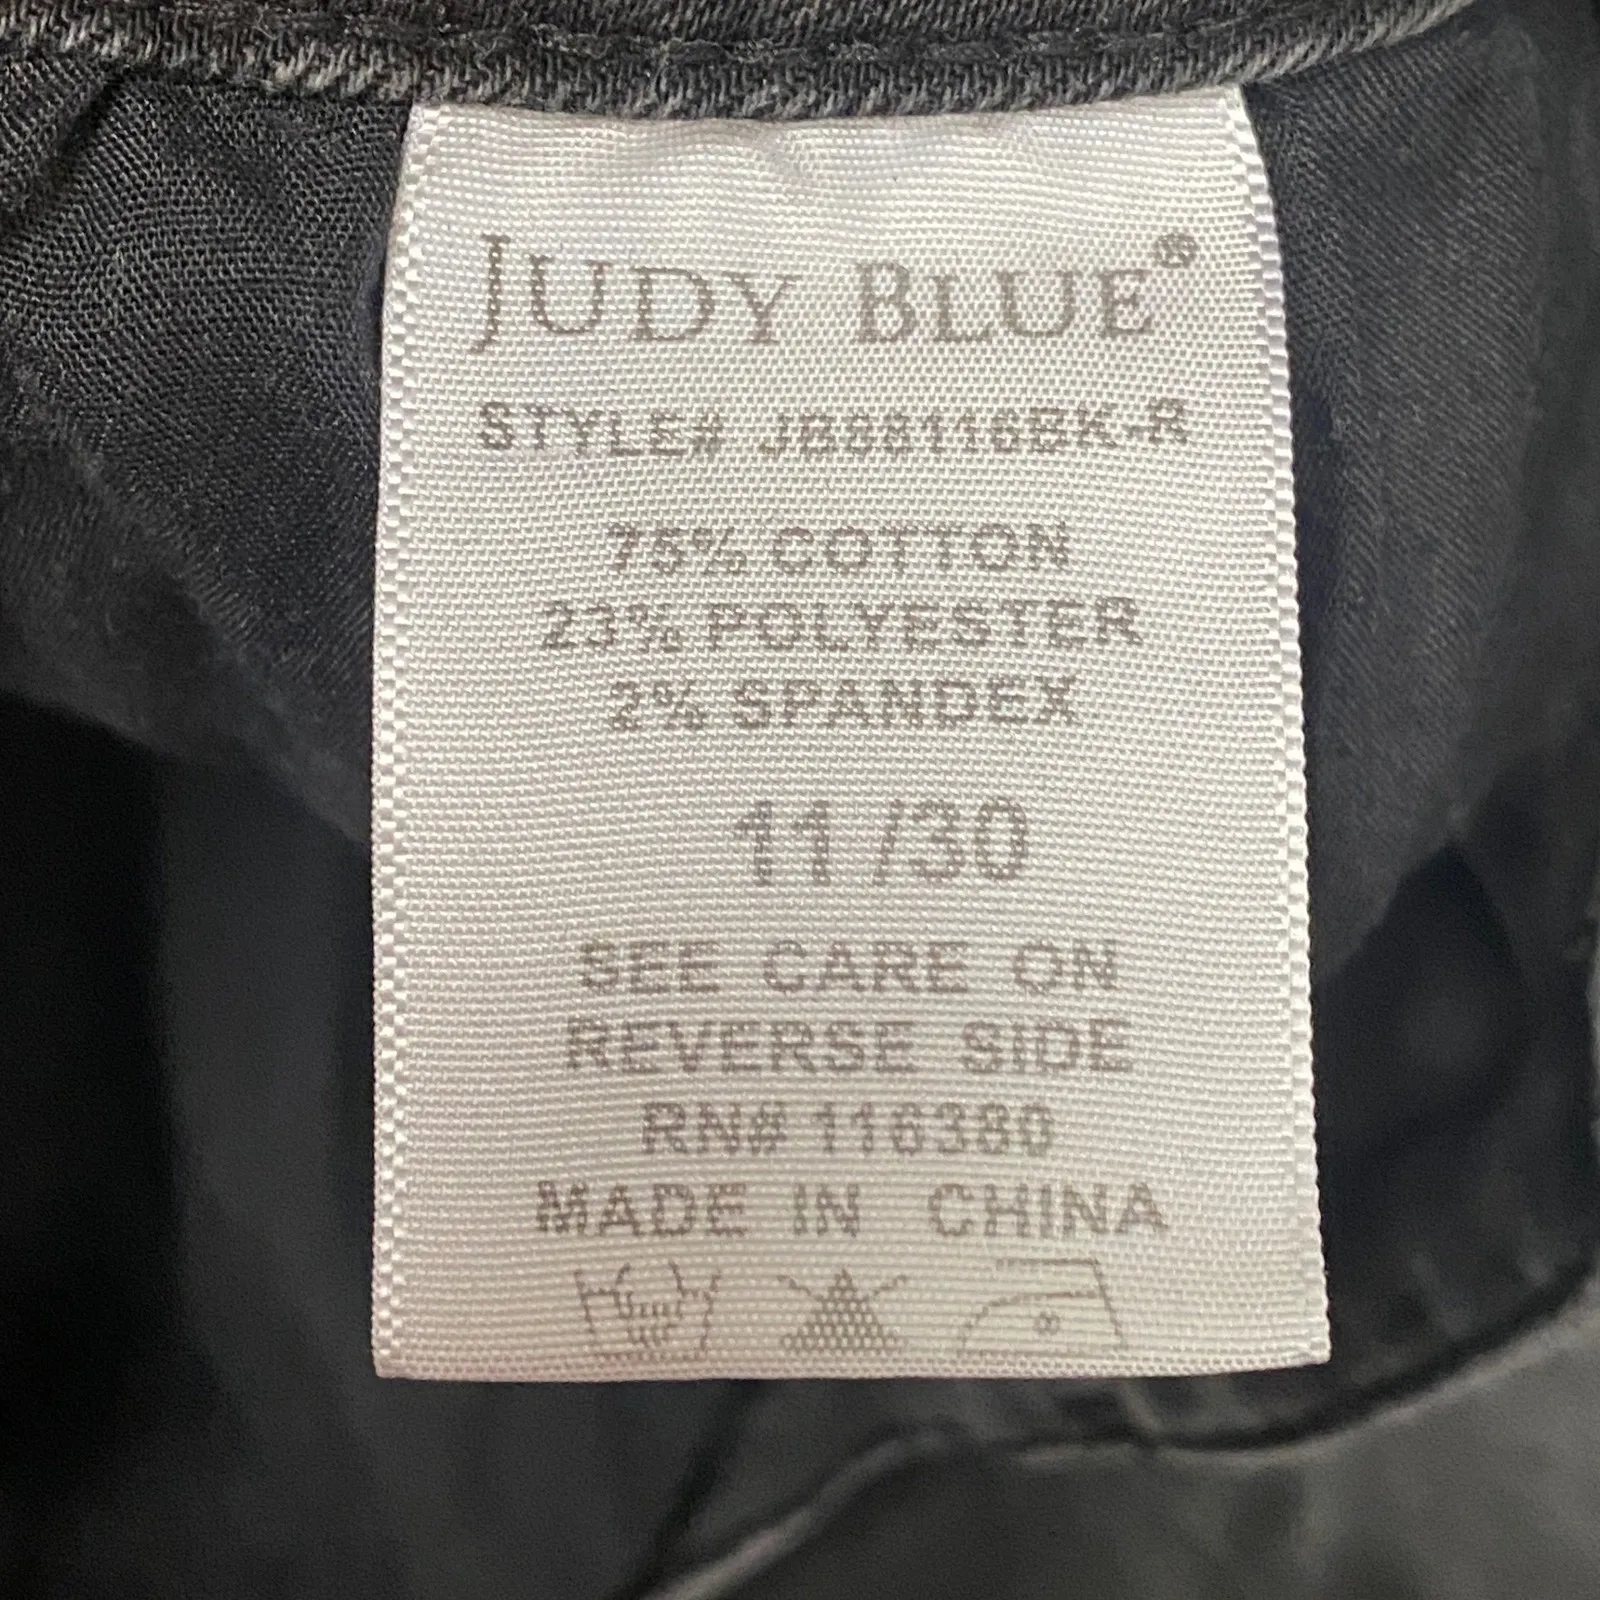 JUDY BLUE®
STYLE# JB88116BK-R
75% COTTON
23% POLYESTER
2% SPANDEX
11/30
SEE CARE ON
REVERSE SIDE
RN# 116380
MADE IN CHINA